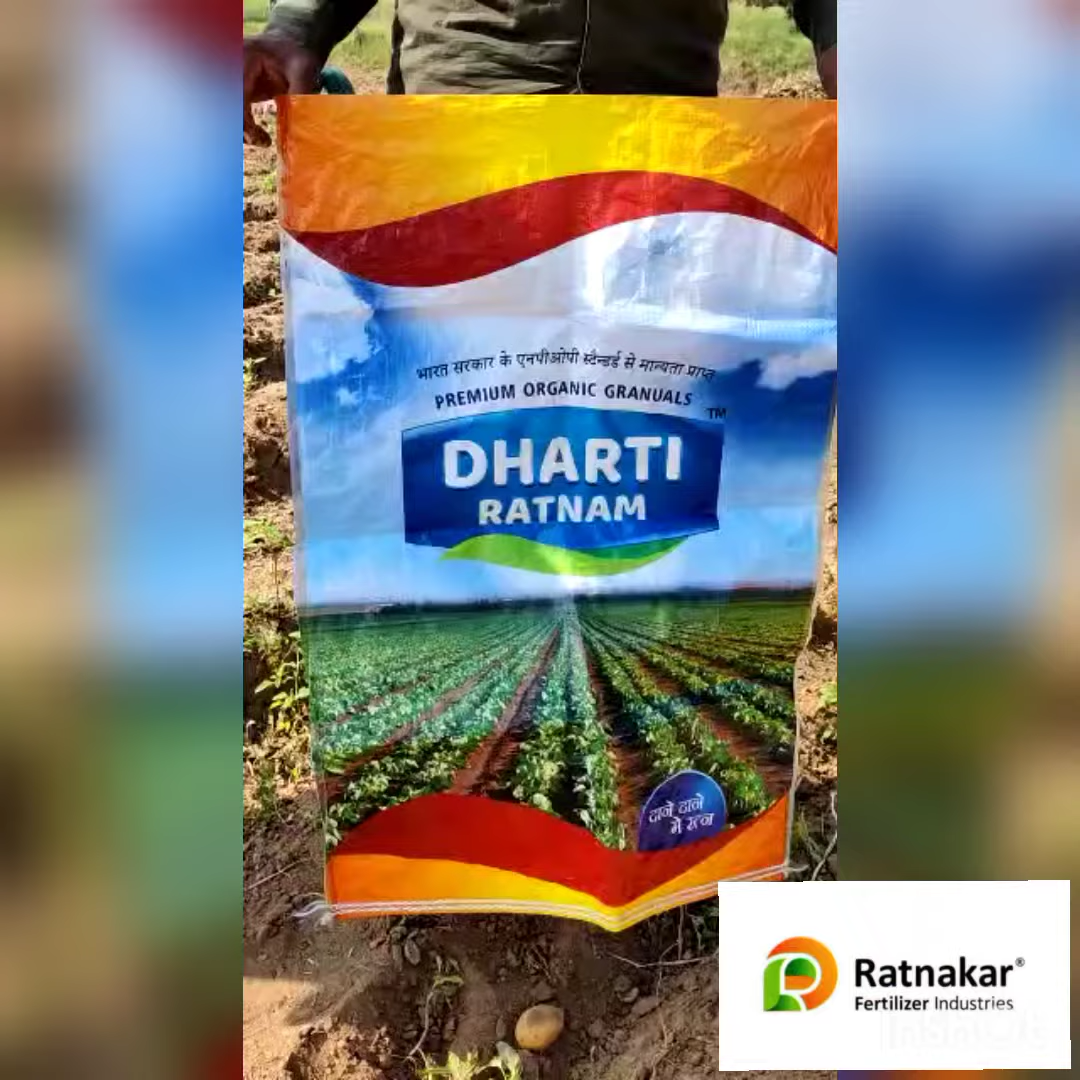 भारत सरकार के एनपीओपी स्टैन्डर्ड से मान्यता प्राप्त
PREMIUM ORGANIC GRANUALS
TM
DHARTI
RATNAM
दाने दाने
में रत्न
Ratnakar®
Fertilizer Industries